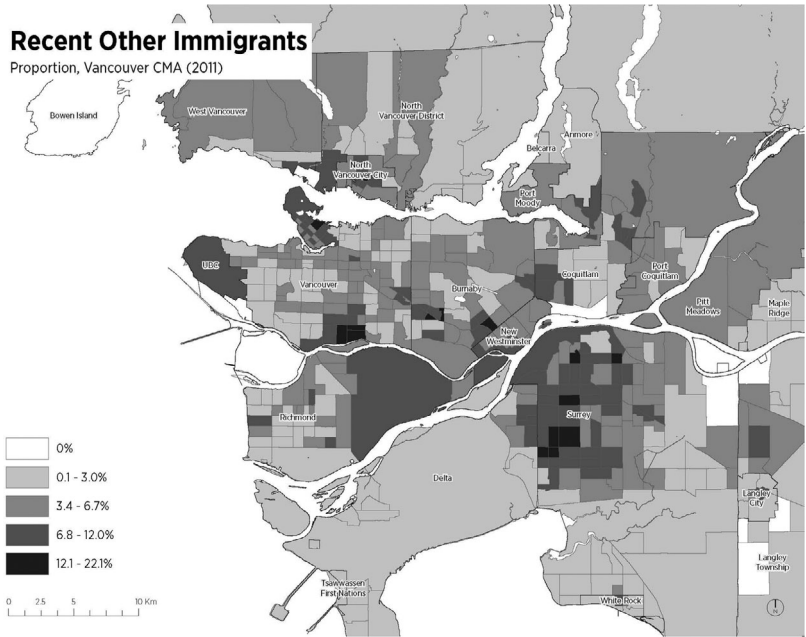 Recent Other Immigrants
Proportion, Vancouver CMA (2011)
Bowen Island
West Vancouver
North
Vancouver District
Anmore
Belcarra
North
Vancouver City
Port
Moody
UBC
Vancouver
Burnaby
Coquitlam
Port
Coquitlam
Pitt
Meadows
Maple
Ridge
New
Westminster
Richmond
Surrey
Delta
Langley
City
Langley
Township
Tsawwassen
First Nations
White Rock
0%
0.1 - 3.0%
3.4 - 6.7%
6.8 - 12.0%
12.1 - 22.1%
0 2.5 5 10 Km
N